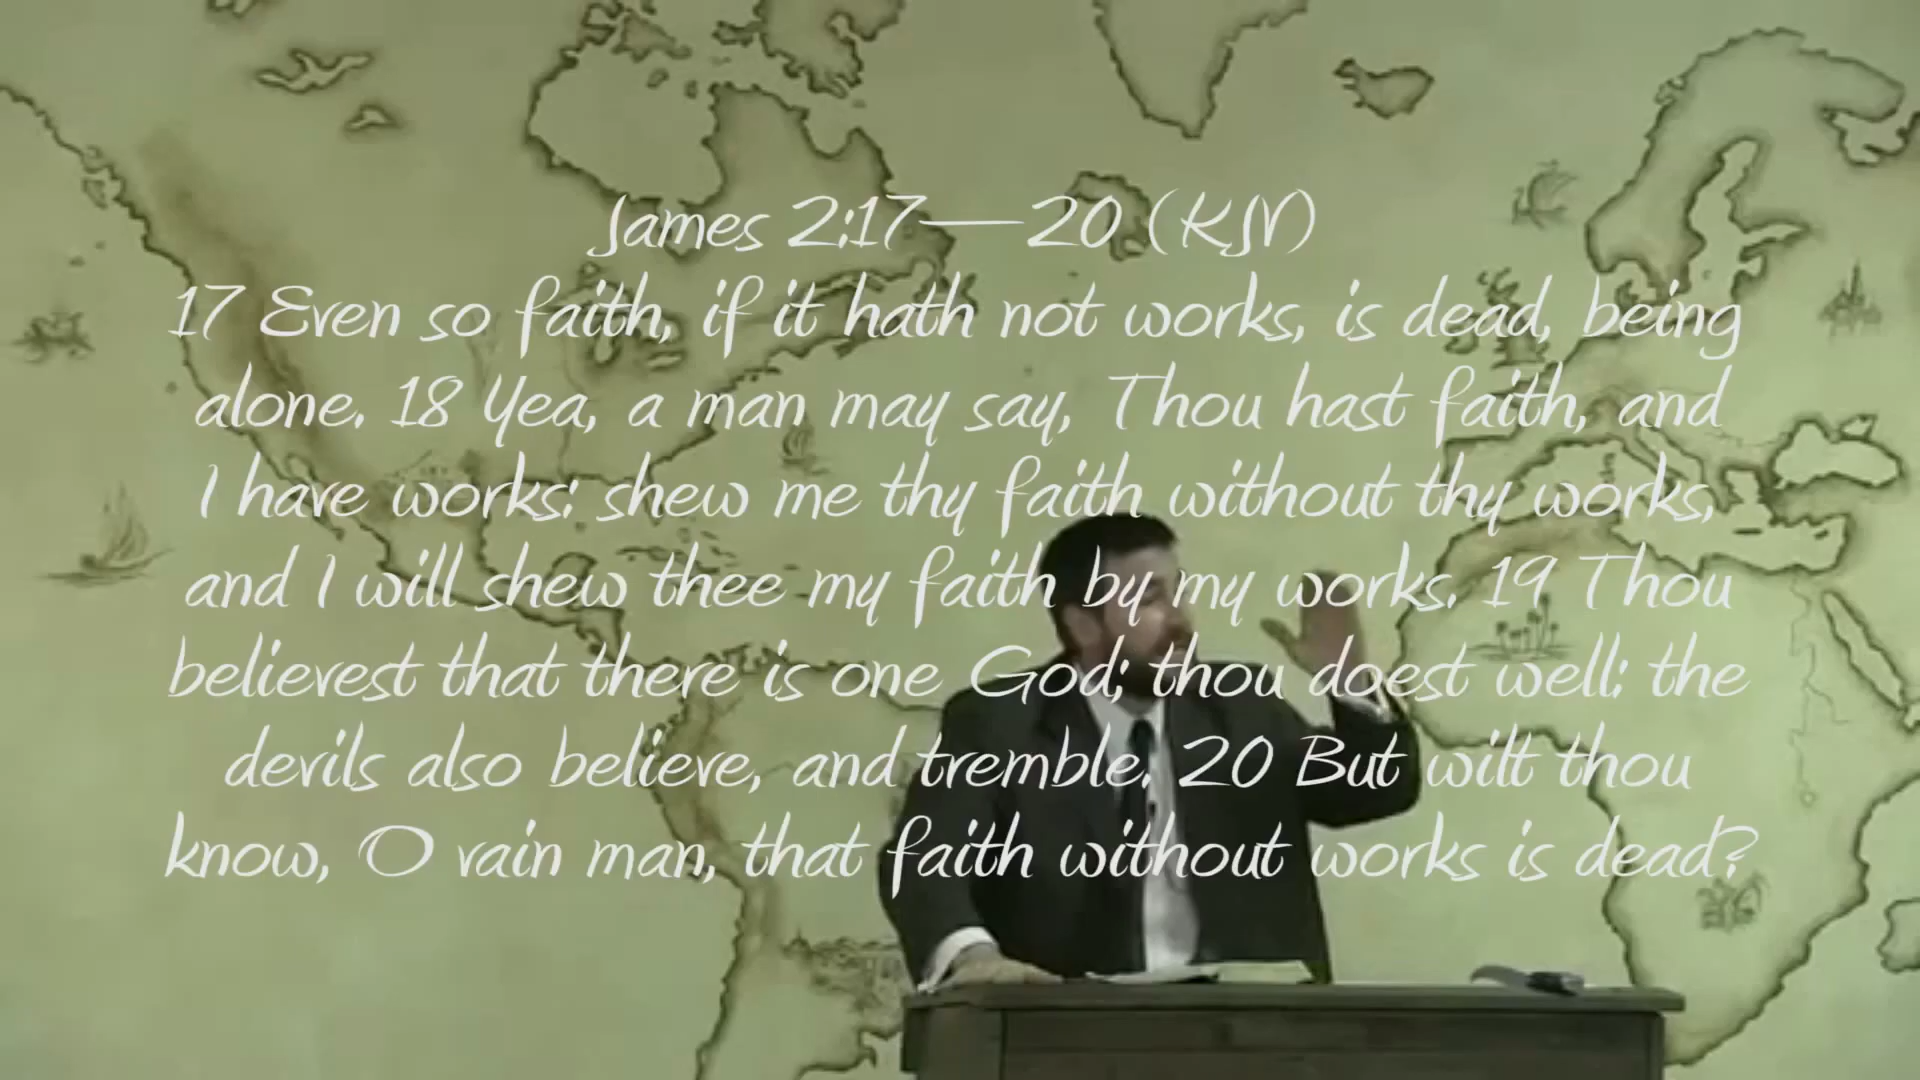 James 2:17—20 (KJV)
17 Even so faith, if it hath not works, is dead, being
alone. 18 Yea, a man may say, Thou hast faith, and
I have works: shew me thy faith without thy works,
and I will shew thee my faith by my works. 19 Thou
believest that there is one God; thou doest well: the
devils also believe, and tremble. 20 But wilt thou
know, O vain man, that faith without works is dead?